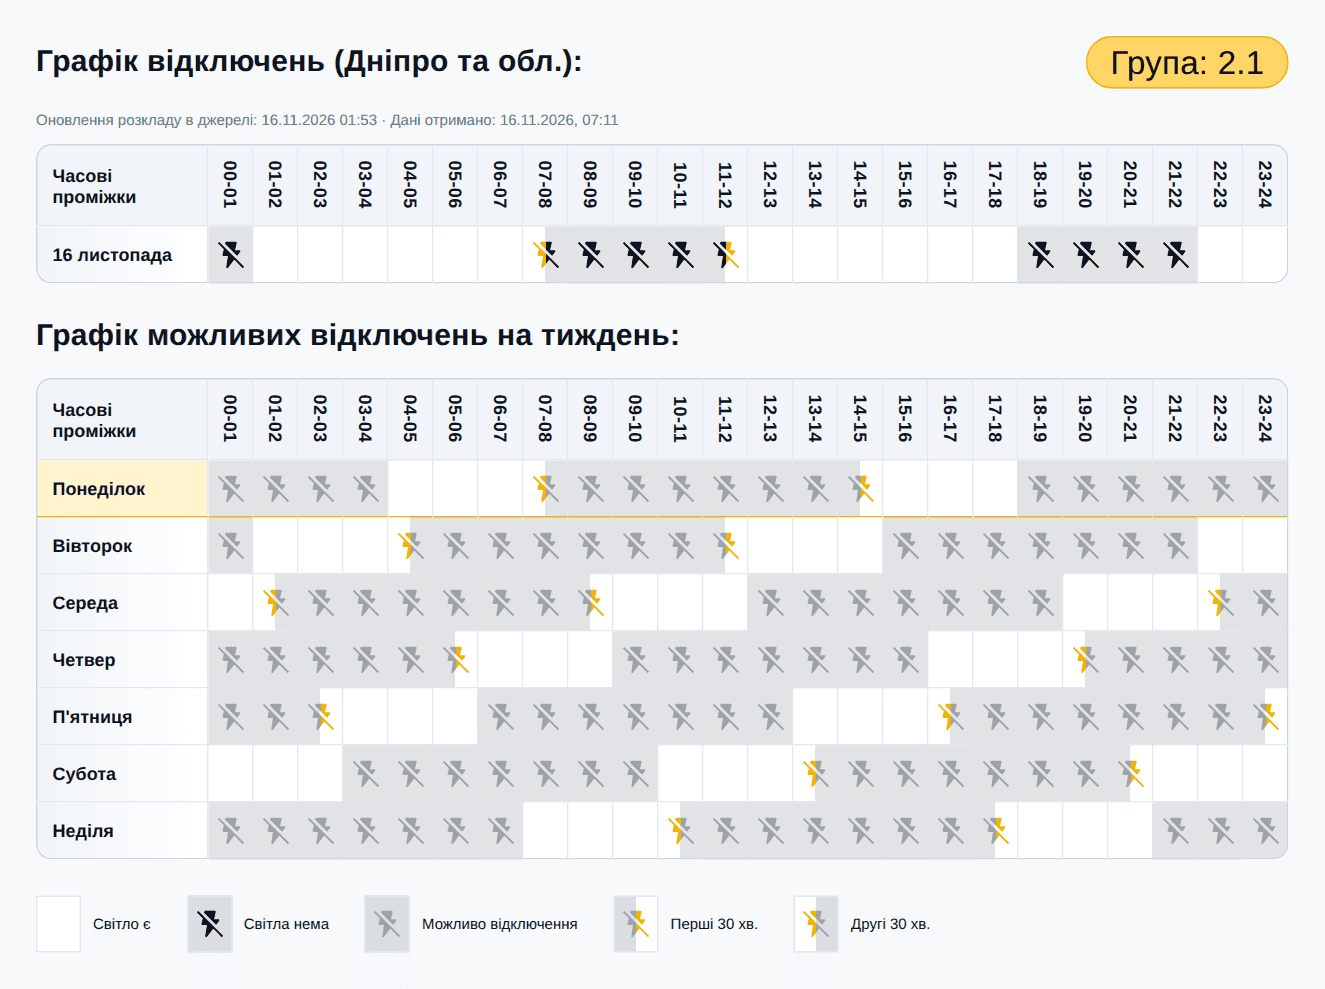 Графік відключень (Дніпро та обл.):
Група: 2.1
Оновлення розкладу в джерелі: 16.11.2026 01:53 · Дані отримано: 16.11.2026, 07:11
Часові проміжки 00-01 01-02 02-03 03-04 04-05 05-06 06-07 07-08 08-09 09-10 10-11 11-12 12-13 13-14 14-15 15-16 16-17 17-18 18-19 19-20 20-21 21-22 22-23 23-24
16 листопада
Графік можливих відключень на тиждень:
Часові проміжки 00-01 01-02 02-03 03-04 04-05 05-06 06-07 07-08 08-09 09-10 10-11 11-12 12-13 13-14 14-15 15-16 16-17 17-18 18-19 19-20 20-21 21-22 22-23 23-24
Понеділок
Вівторок
Середа
Четвер
П'ятниця
Субота
Неділя
Світло є Світла нема Можливо відключення Перші 30 хв. Другі 30 хв.